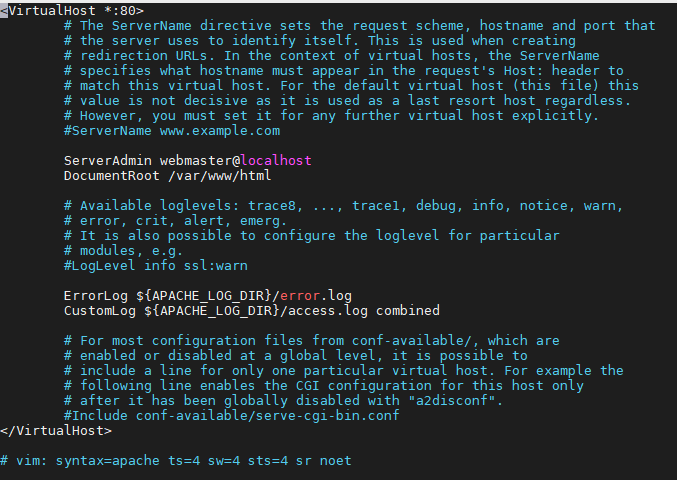 <VirtualHost *:80>
# The ServerName directive sets the request scheme, hostname and port that
# the server uses to identify itself. This is used when creating
# redirection URLs. In the context of virtual hosts, the ServerName
# specifies what hostname must appear in the request's Host: header to
# match this virtual host. For the default virtual host (this file) this
# value is not decisive as it is used as a last resort host regardless.
# However, you must set it for any further virtual host explicitly.
#ServerName www.example.com
ServerAdmin webmaster@localhost
DocumentRoot /var/www/html
# Available loglevels: trace8, ..., trace1, debug, info, notice, warn,
# error, crit, alert, emerg.
# It is also possible to configure the loglevel for particular
# modules, e.g.
#LogLevel info ssl:warn
ErrorLog ${APACHE_LOG_DIR}/error.log
CustomLog ${APACHE_LOG_DIR}/access.log combined
# For most configuration files from conf-available/, which are
# enabled or disabled at a global level, it is possible to
# include a line for only one particular virtual host. For example the
# following line enables the CGI configuration for this host only
# after it has been globally disabled with "a2disconf".
#Include conf-available/serve-cgi-bin.conf
</VirtualHost>
# vim: syntax=apache ts=4 sw=4 sts=4 sr noet